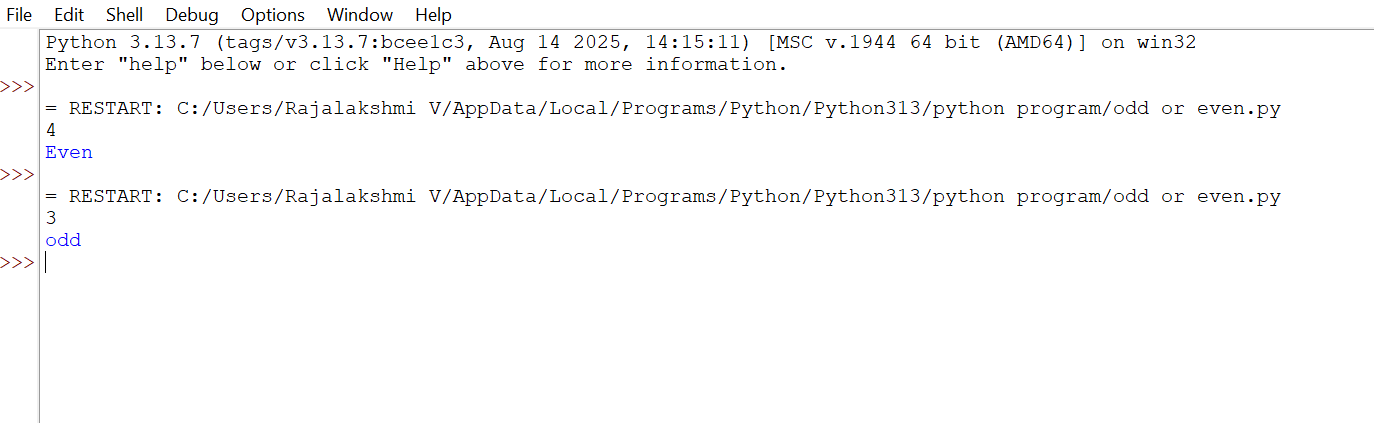 File Edit Shell Debug Options Window Help
Python 3.13.7 (tags/v3.13.7:bcee1c3, Aug 14 2025, 14:15:11) [MSC v.1944 64 bit (AMD64)] on win32
Enter "help" below or click "Help" above for more information.
>>>
= RESTART: C:/Users/Rajalakshmi V/AppData/Local/Programs/Python/Python313/python program/odd or even.py
4
Even
>>>
= RESTART: C:/Users/Rajalakshmi V/AppData/Local/Programs/Python/Python313/python program/odd or even.py
3
odd
>>>